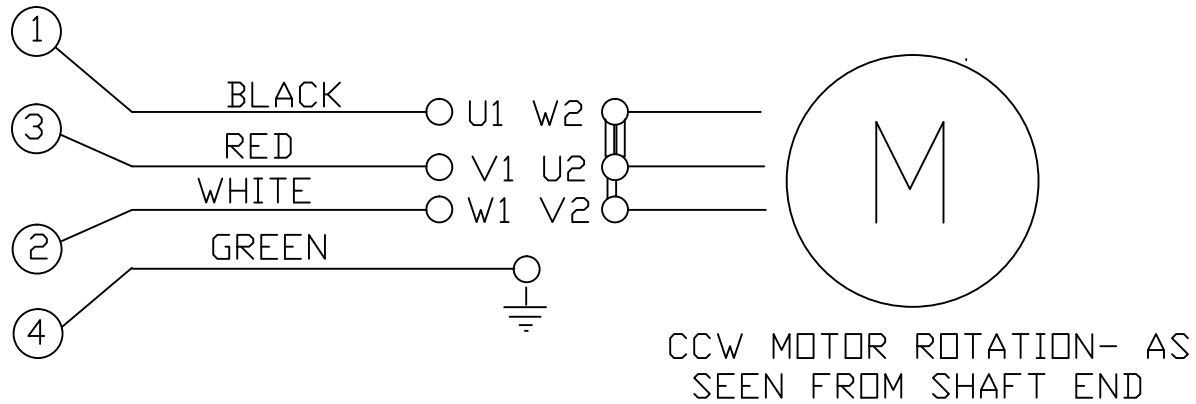 1
BLACK U1 W2
3
RED V1 U2
WHITE W1 V2
2
GREEN
4
M
CCW MOTOR ROTATION- AS
SEEN FROM SHAFT END